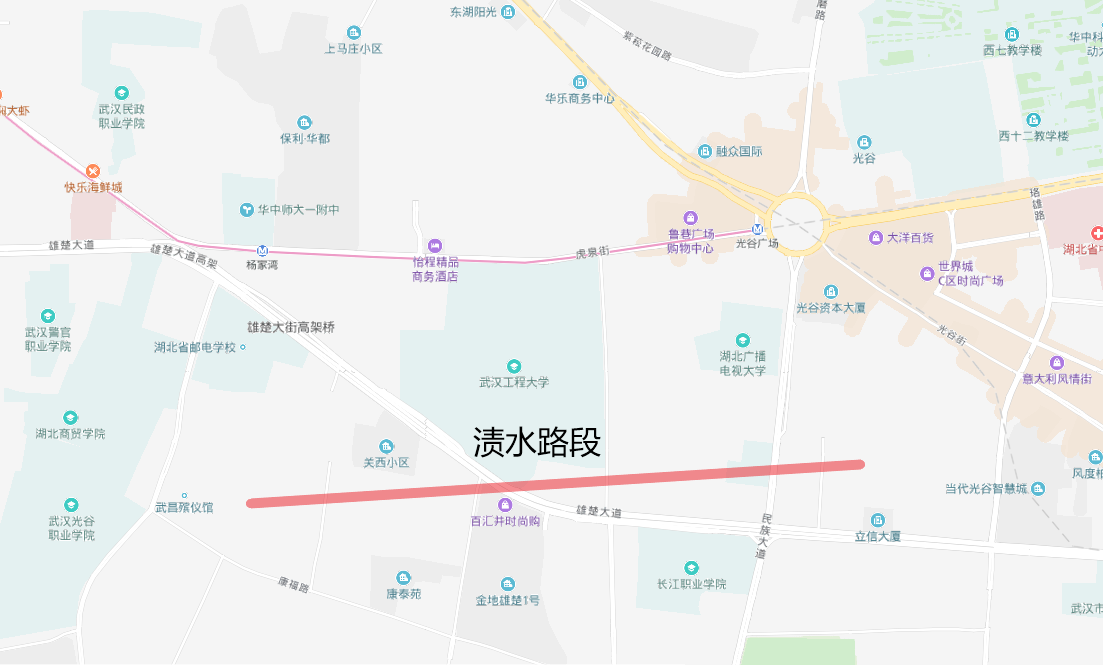 东湖阳光
磨路
紫菘花园路
上马庄小区
西七教学楼
华中科
动力
华乐商务中心
大虾
武汉民政
职业学院
保利·华都
西十二教学楼
融众国际
光谷
快乐海鲜城
华中师大一附中
珞雄路
鲁巷广场
购物中心
光谷广场
大洋百货
湖北省中
雄楚大道
雄楚大道高架
杨家湾
怡程精品
商务酒店
虎泉街
世界城
C区时尚广场
光谷资本大厦
武汉警官
职业学院
雄楚大街高架桥
湖北省邮电学校
光谷街
湖北广播
电视大学
武汉工程大学
意大利风情街
湖北商贸学院
渍水路段
关西小区
风度柏
当代光谷智慧城
武昌殡仪馆
武汉光谷
职业学院
百汇井时尚购
雄楚大道
民族大道
立信大厦
康福路
康泰苑
金地雄楚1号
长江职业学院
武汉市